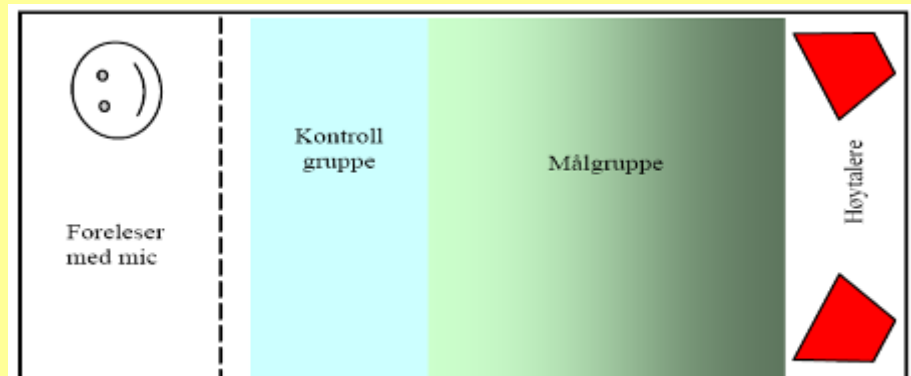 Foreleser
med mic
Kontroll
gruppe
Målgruppe
Høytalere